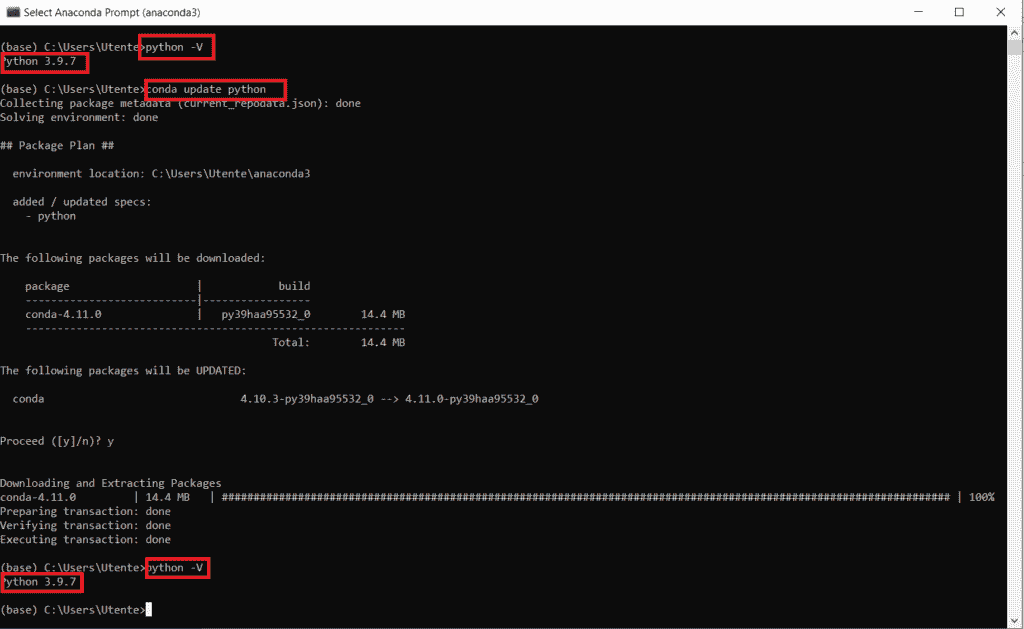 Select Anaconda Prompt (anaconda3)
(base) C:\Users\Utente>python -V
Python 3.9.7
(base) C:\Users\Utente>conda update python
Collecting package metadata (current_repodata.json): done
Solving environment: done
## Package Plan ##
environment location: C:\Users\Utente\anaconda3
added / updated specs:
- python
The following packages will be downloaded:
package | build
---------------------------|-----------------
conda-4.11.0 | py39haa95532_0 14.4 MB
------------------------------------------------------------
Total: 14.4 MB
The following packages will be UPDATED:
conda 4.10.3-py39haa95532_0 --> 4.11.0-py39haa95532_0
Proceed ([y]/n)? y
Downloading and Extracting Packages
conda-4.11.0 | 14.4 MB | ################################################################################################################### | 100%
Preparing transaction: done
Verifying transaction: done
Executing transaction: done
(base) C:\Users\Utente>python -V
Python 3.9.7
(base) C:\Users\Utente>